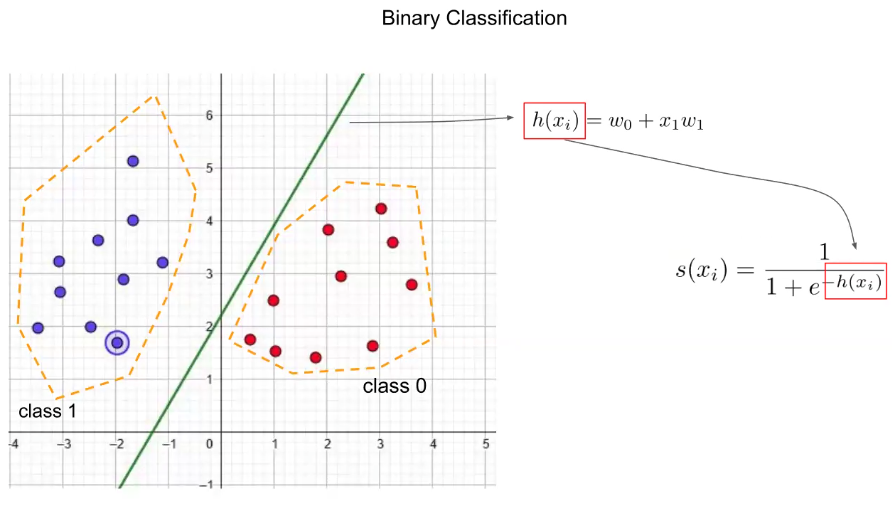 Binary Classification
6
5
4
3
2
1
−1
−4 −3 −2 −1 0 1 2 3 4 5
class 1
class 0
h(xᵢ) = w₀ + x₁w₁
s(xᵢ) = 1 / (1 + e^(−h(xᵢ)))